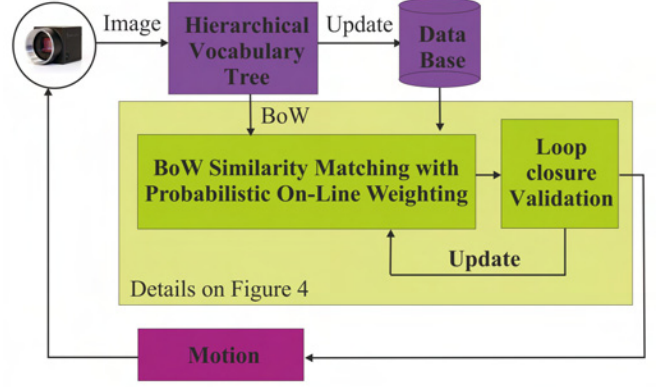 Image
Hierarchical
Vocabulary
Tree
Update
Data
Base
BoW
BoW Similarity Matching with
Probabilistic On-Line Weighting
Loop
closure
Validation
Update
Details on Figure 4
Motion